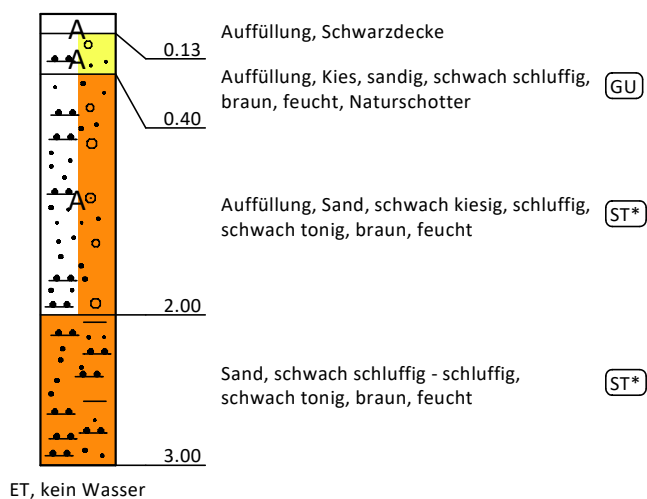 A
Auffüllung, Schwarzdecke
0.13
A
Auffüllung, Kies, sandig, schwach schluffig,
braun, feucht, Naturschotter
GU
0.40
A
Auffüllung, Sand, schwach kiesig, schluffig,
schwach tonig, braun, feucht
ST*
2.00
Sand, schwach schluffig - schluffig,
schwach tonig, braun, feucht
ST*
3.00
ET, kein Wasser